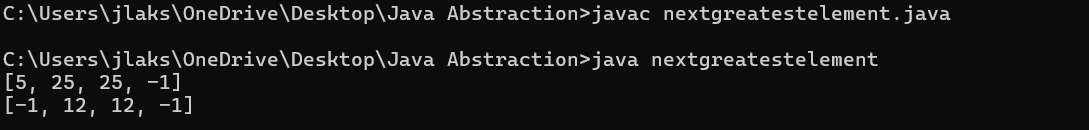 C:\Users\jlaks\OneDrive\Desktop\Java Abstraction>javac nextgreatestelement.java
C:\Users\jlaks\OneDrive\Desktop\Java Abstraction>java nextgreatestelement
[5, 25, 25, -1]
[-1, 12, 12, -1]